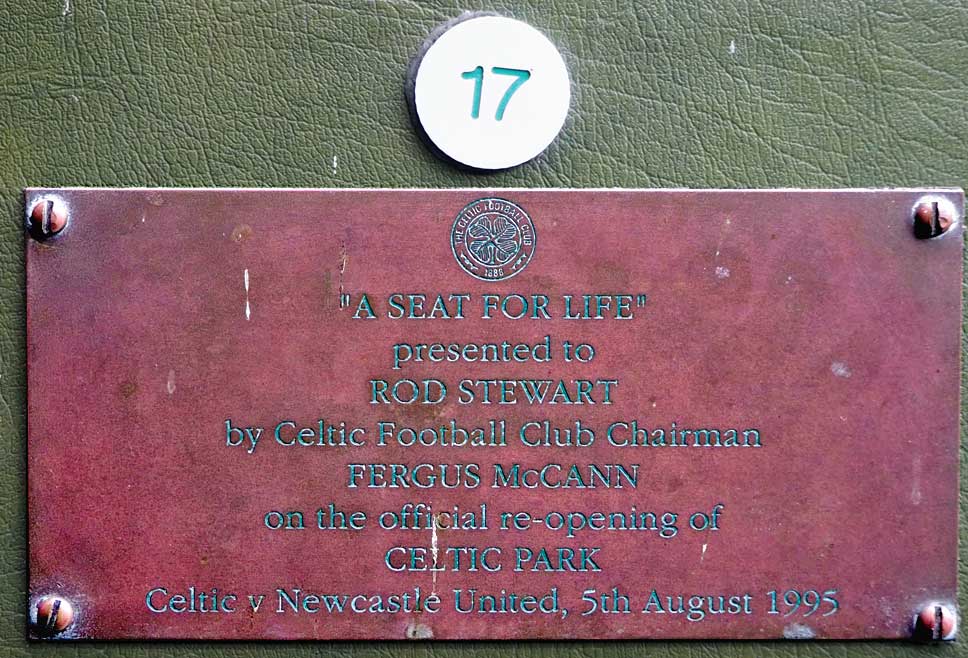 17
THE CELTIC FOOTBALL CLUB
1888
"A SEAT FOR LIFE"
presented to
ROD STEWART
by Celtic Football Club Chairman
FERGUS McCANN
on the official re-opening of
CELTIC PARK
Celtic v Newcastle United, 5th August 1995